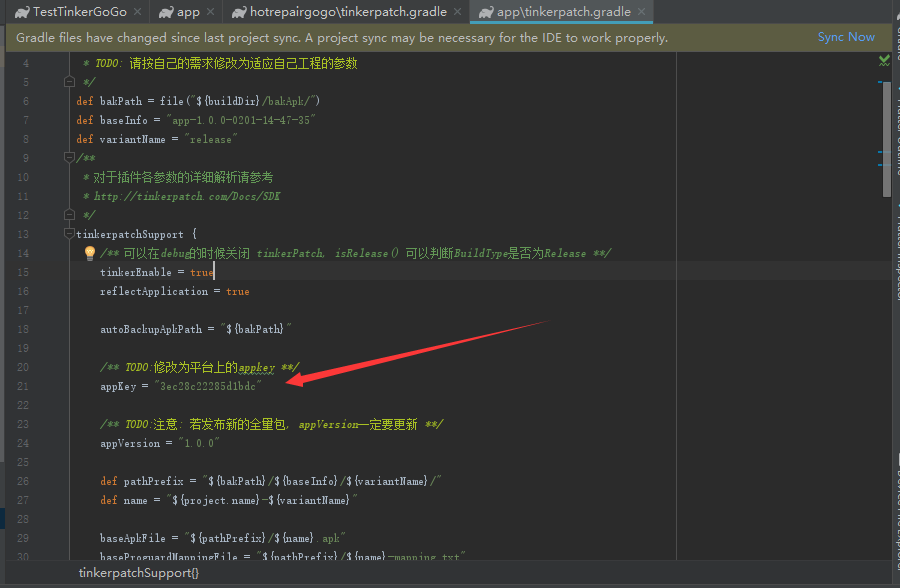 TestTinkerGoGo
app
hotrepairgogo\tinkerpatch.gradle
app\tinkerpatch.gradle
Gradle files have changed since last project sync. A project sync may be necessary for the IDE to work properly.
Sync Now
4 * TODO: 请按自己的需求修改为适应自己工程的参数
5 */
6 def bakPath = file("${buildDir}/bakApk/")
7 def baseInfo = "app-1.0.0-0201-14-47-35"
8 def variantName = "release"
9 /**
10 * 对于插件各参数的详细解析请参考
11 * http://tinkerpatch.com/Docs/SDK
12 */
13 tinkerpatchSupport {
14 /** 可以在debug的时候关闭 tinkerPatch, isRelease() 可以判断BuildType是否为Release **/
15 tinkerEnable = true
16 reflectApplication = true
17
18 autoBackupApkPath = "${bakPath}"
19
20 /** TODO:修改为平台上的appkey **/
21 appKey = "3ec28c22285d1bdc"
22
23 /** TODO:注意: 若发布新的全量包, appVersion一定要更新 **/
24 appVersion = "1.0.0"
25
26 def pathPrefix = "${bakPath}/${baseInfo}/${variantName}/"
27 def name = "${project.name}-${variantName}"
28
29 baseApkFile = "${pathPrefix}/${name}.apk"
30 baseProguardMappingFile = "${pathPrefix}/${name}-mapping.txt"
tinkerpatchSupport{}